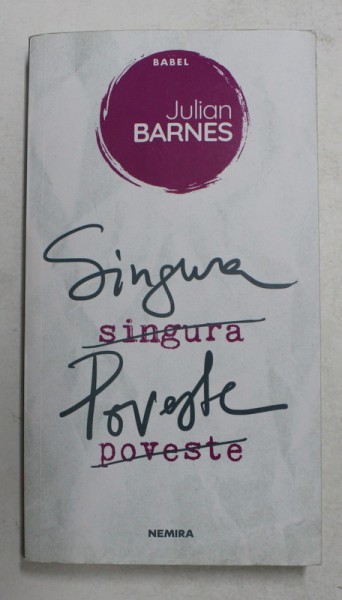 BABEL
Julian
BARNES
Singura
singura
Poveste
poveste
NEMIRA